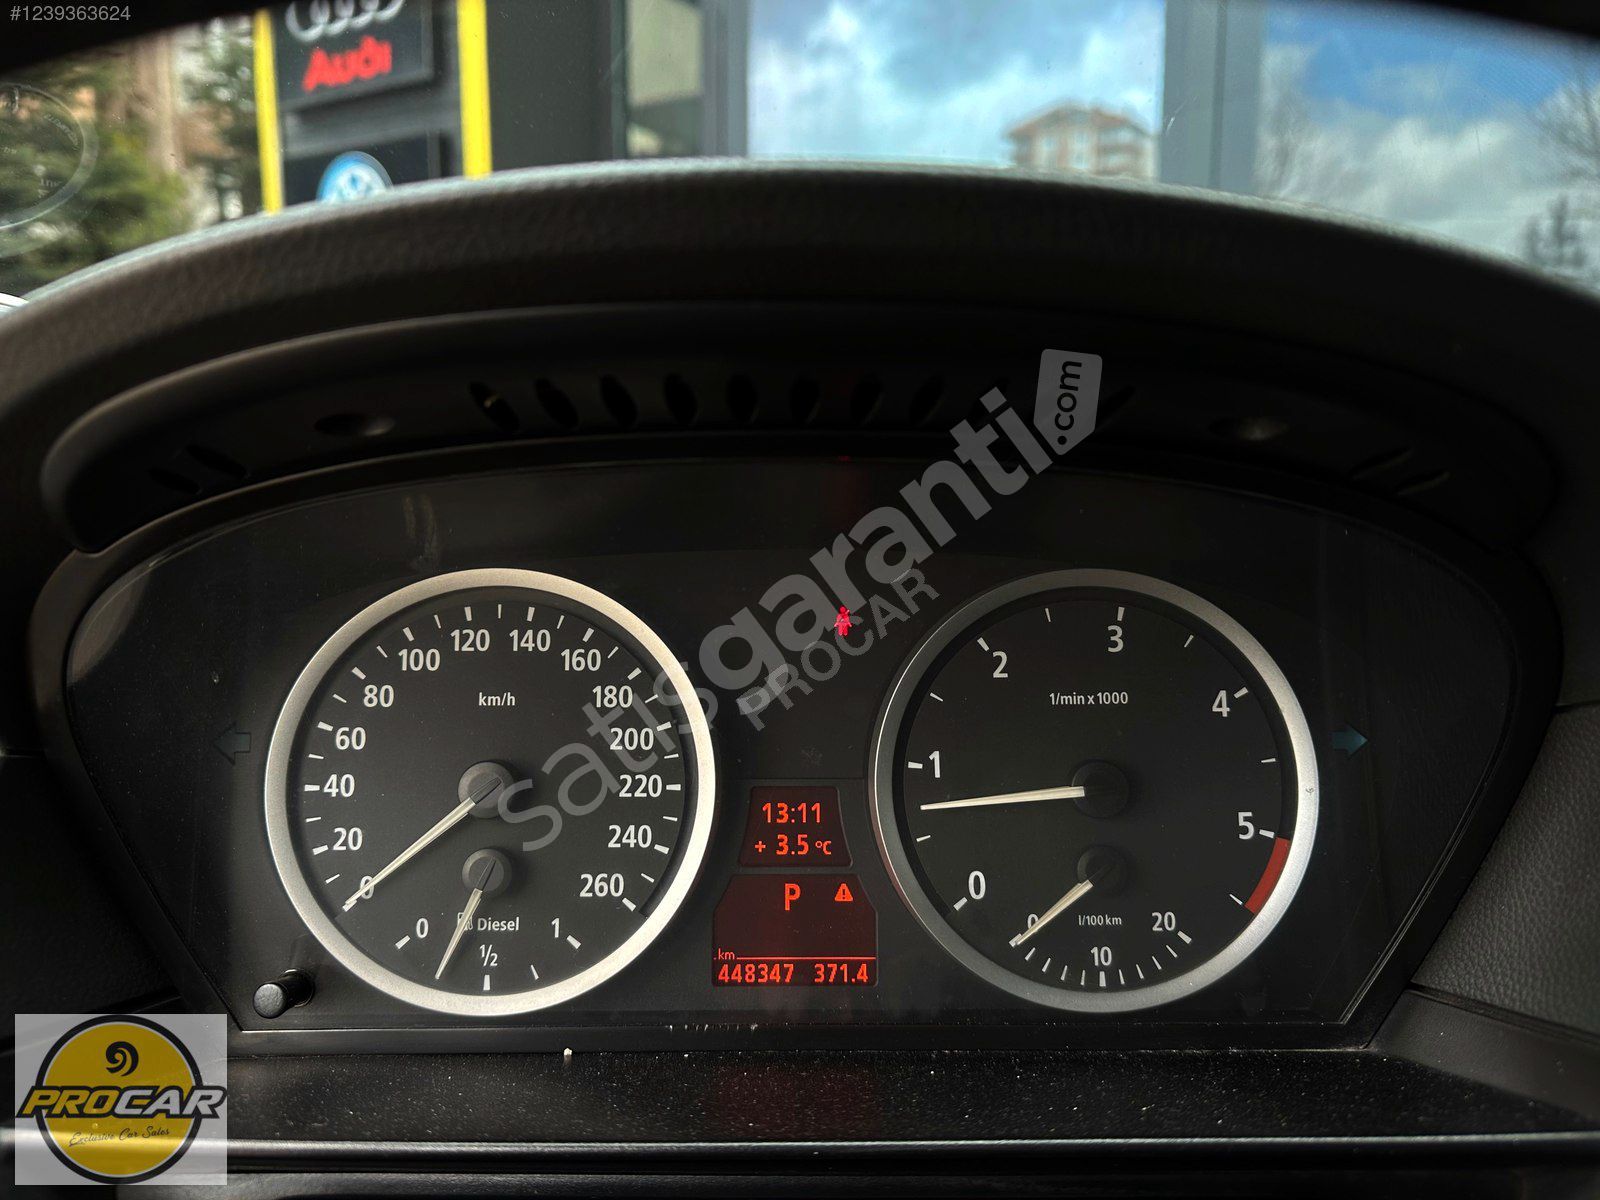 #1239363624
Audi
satısgaranti.com
PROCAR
120 140
100 160
80 km/h 180
60 200
40 220
20 240
0 260
0 Diesel 1
1/2
3
2
1/min x 1000
4
1
5
0
0 l/100 km 20
10
13:11
+ 3.5 °C
P
km
448347 371.4
PROCAR
Exclusive Car Sales